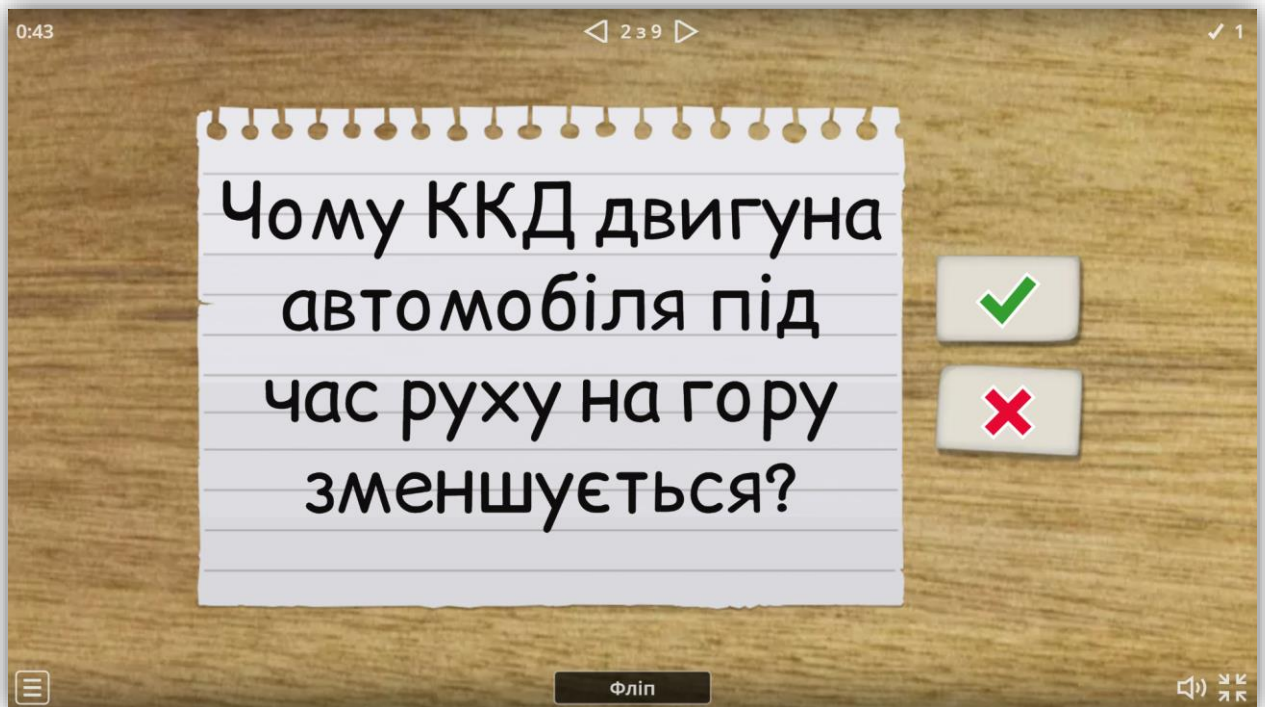 0:43
2 з 9
1
Чому ККД двигуна
автомобіля під
час руху на гору
зменшується?
Фліп